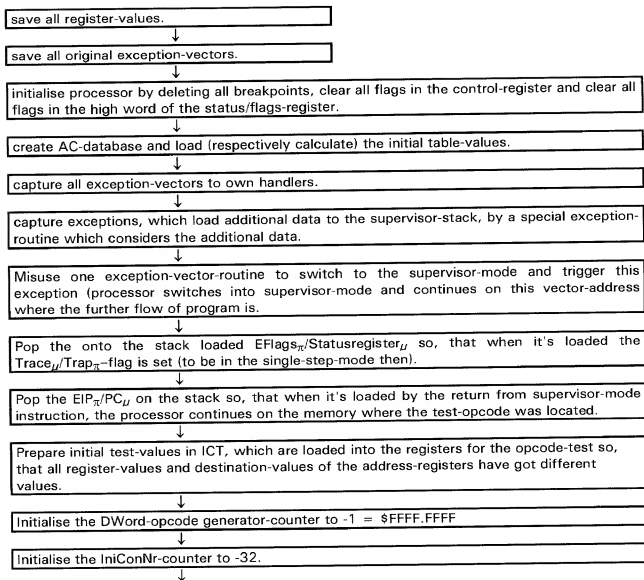 save all register-values.
save all original exception-vectors.
initialise processor by deleting all breakpoints, clear all flags in the control-register and clear all
flags in the high word of the status/flags-register.
create AC-database and load (respectively calculate) the initial table-values.
capture all exception-vectors to own handlers.
capture exceptions, which load additional data to the supervisor-stack, by a special exception-
routine which considers the additional data.
Misuse one exception-vector-routine to switch to the supervisor-mode and trigger this
exception (processor switches into supervisor-mode and continues on this vector-address
where the further flow of program is.
Pop the onto the stack loaded EFlagsπ/Statusregisterμ so, that when it's loaded the
Traceμ/Trapπ–flag is set (to be in the single-step-mode then).
Pop the EIPπ/PCμ on the stack so, that when it's loaded by the return from supervisor-mode
instruction, the processor continues on the memory where the test-opcode was located.
Prepare initial test-values in ICT, which are loaded into the registers for the opcode-test so,
that all register-values and destination-values of the address-registers have got different
values.
Initialise the DWord-opcode generator-counter to -1 = $FFFF.FFFF
Initialise the IniConNr-counter to -32.